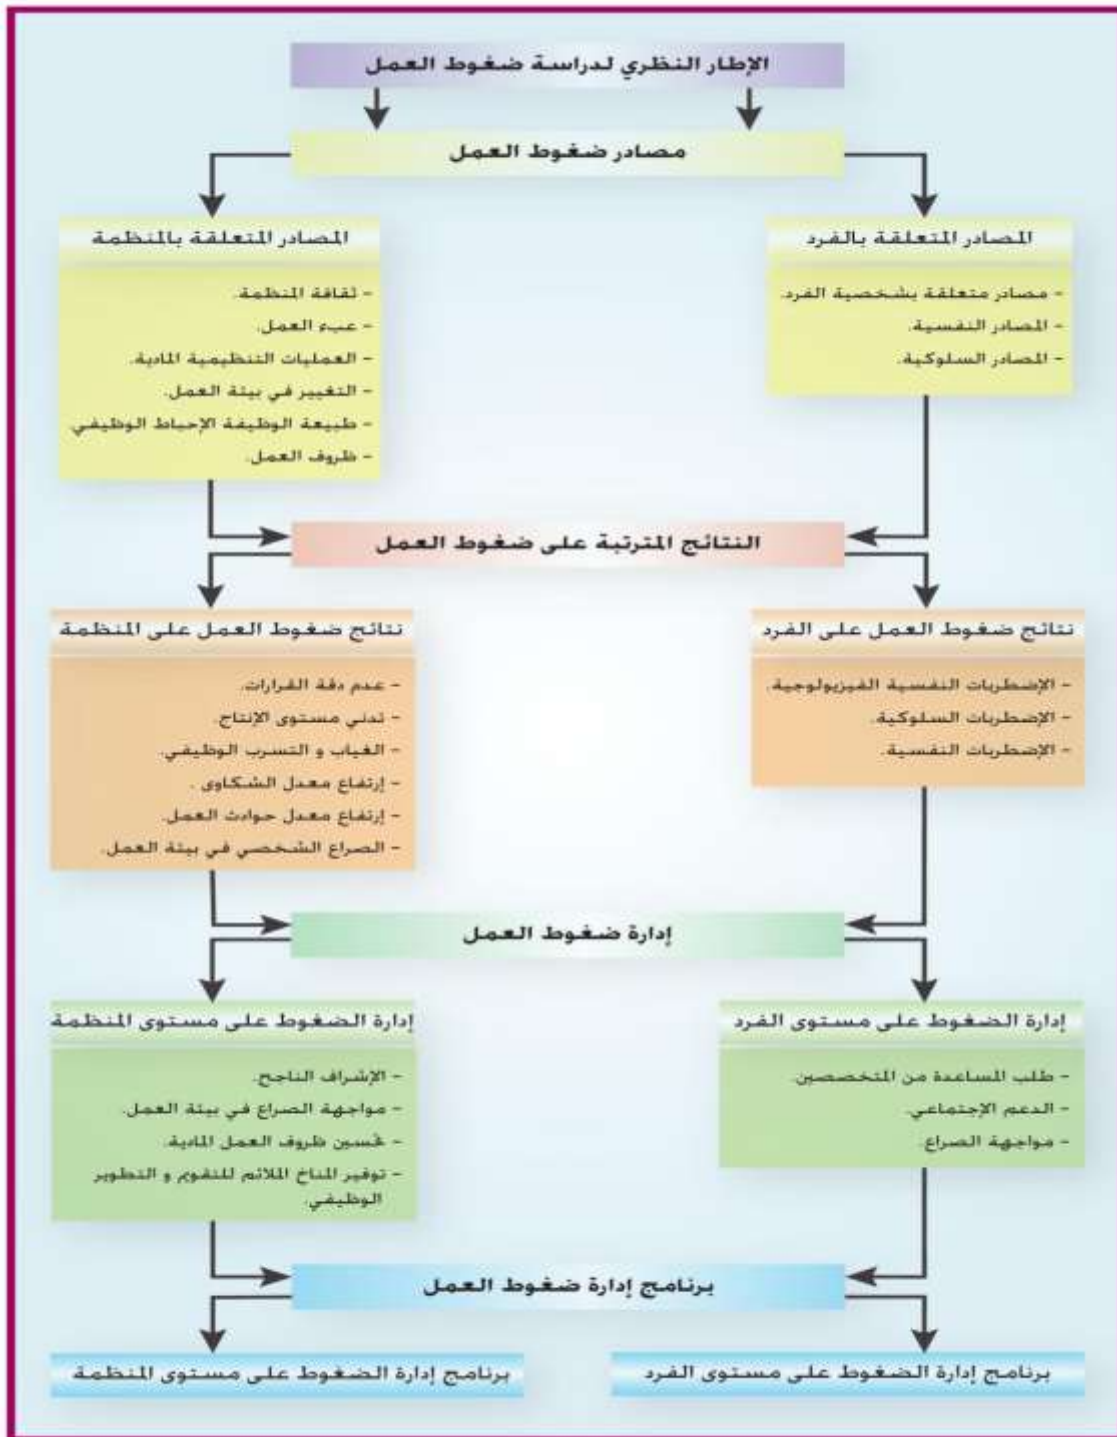 الإطار النظري لدراسة ضغوط العمل
مصادر ضغوط العمل
المصادر المتعلقة بالفرد
- مصادر متعلقة بشخصية الفرد.
- المصادر النفسية.
- المصادر السلوكية.
المصادر المتعلقة بالمنظمة
- ثقافة المنظمة.
- عبء العمل.
- العمليات التنظيمية المادية.
- التغيير في بيئة العمل.
- طبيعة الوظيفة الإحباط الوظيفي.
- ظروف العمل.
النتائج المترتبة على ضغوط العمل
نتائج ضغوط العمل على الفرد
- الإضطربات النفسية الفيزيولوجية.
- الإضطربات السلوكية.
- الإضطربات النفسية.
نتائج ضغوط العمل على المنظمة
- عدم دقة القرارات.
- تدني مستوى الإنتاج.
- الغياب و التسرب الوظيفي.
- إرتفاع معدل الشكاوى .
- إرتفاع معدل حوادث العمل.
- الصراع الشخصي في بيئة العمل.
إدارة ضغوط العمل
إدارة الضغوط على مستوى الفرد
- طلب المساعدة من المتخصصين.
- الدعم الإجتماعي.
- مواجهة الصراع.
إدارة الضغوط على مستوى المنظمة
- الإشراف الناجح.
- مواجهة الصراع في بيئة العمل.
- تحسين ظروف العمل المادية.
- توفير المناخ الملائم للتقويم و التطوير
الوظيفي.
برنامج إدارة ضغوط العمل
برنامج إدارة الضغوط على مستوى الفرد
برنامج إدارة الضغوط على مستوى المنظمة